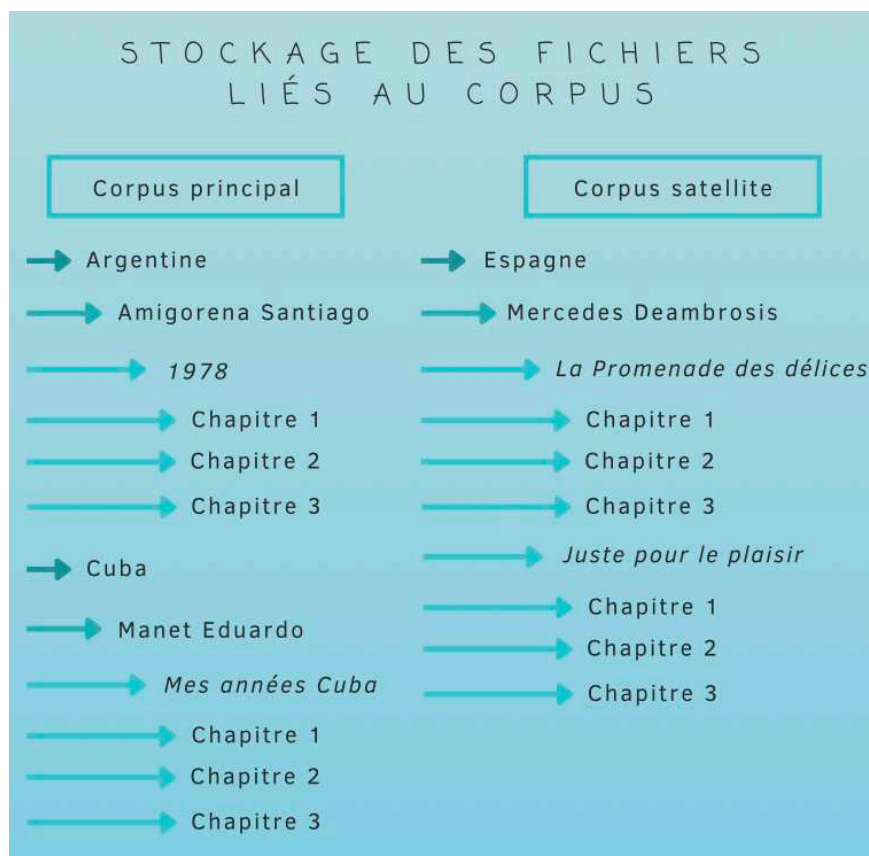 STOCKAGE DES FICHIERS
LIÉS AU CORPUS
Corpus principal
Argentine
Amigorena Santiago
1978
Chapitre 1
Chapitre 2
Chapitre 3
Cuba
Manet Eduardo
Mes années Cuba
Chapitre 1
Chapitre 2
Chapitre 3
Corpus satellite
Espagne
Mercedes Deambrosis
La Promenade des délices
Chapitre 1
Chapitre 2
Chapitre 3
Juste pour le plaisir
Chapitre 1
Chapitre 2
Chapitre 3